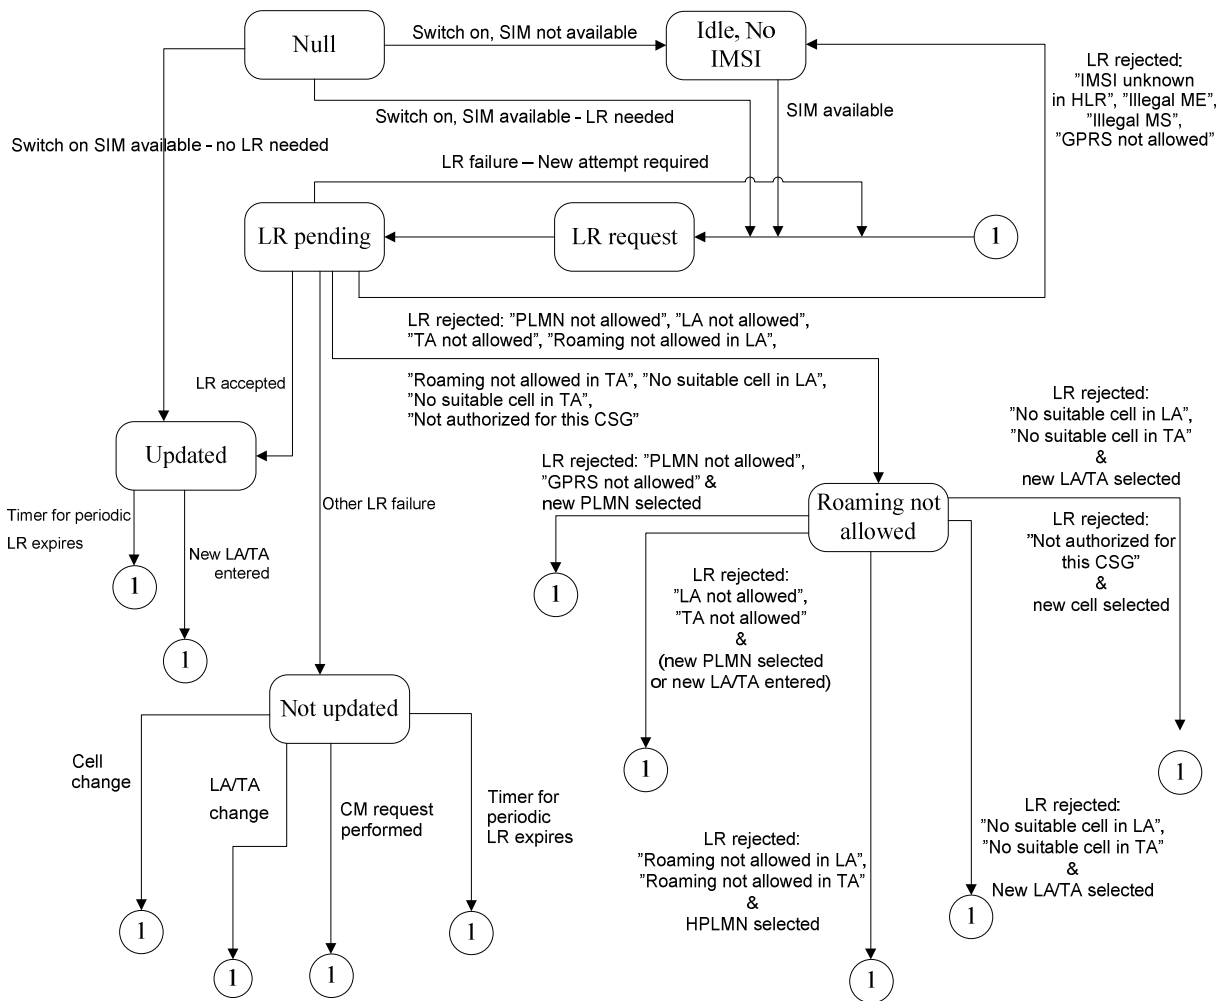 Null
Switch on, SIM not available
Idle, No
IMSI
LR rejected:
”IMSI unknown
in HLR”, ”Illegal ME”,
”Illegal MS”,
”GPRS not allowed”
SIM available
Switch on, SIM available - LR needed
Switch on SIM available - no LR needed
LR failure – New attempt required
LR pending
LR request
1
LR rejected: ”PLMN not allowed”, ”LA not allowed”,
”TA not allowed”, ”Roaming not allowed in LA”,
”Roaming not allowed in TA”, ”No suitable cell in LA”,
”No suitable cell in TA”,
”Not authorized for this CSG”
LR accepted
LR rejected:
”No suitable cell in LA”,
”No suitable cell in TA”
&
new LA/TA selected
Updated
LR rejected: ”PLMN not allowed”,
”GPRS not allowed” &
new PLMN selected
Other LR failure
Roaming not
allowed
Timer for periodic
LR expires
New LA/TA
entered
LR rejected:
”Not authorized for
this CSG”
&
new cell selected
1
1
1
LR rejected:
”LA not allowed”,
”TA not allowed”
&
(new PLMN selected
or new LA/TA entered)
Not updated
1
1
Cell
change
LA/TA
change
CM request
performed
Timer for
periodic
LR expires
LR rejected:
”Roaming not allowed in LA”,
”Roaming not allowed in TA”
&
HPLMN selected
LR rejected:
”No suitable cell in LA”,
”No suitable cell in TA”
&
New LA/TA selected
1
1
1
1
1
1